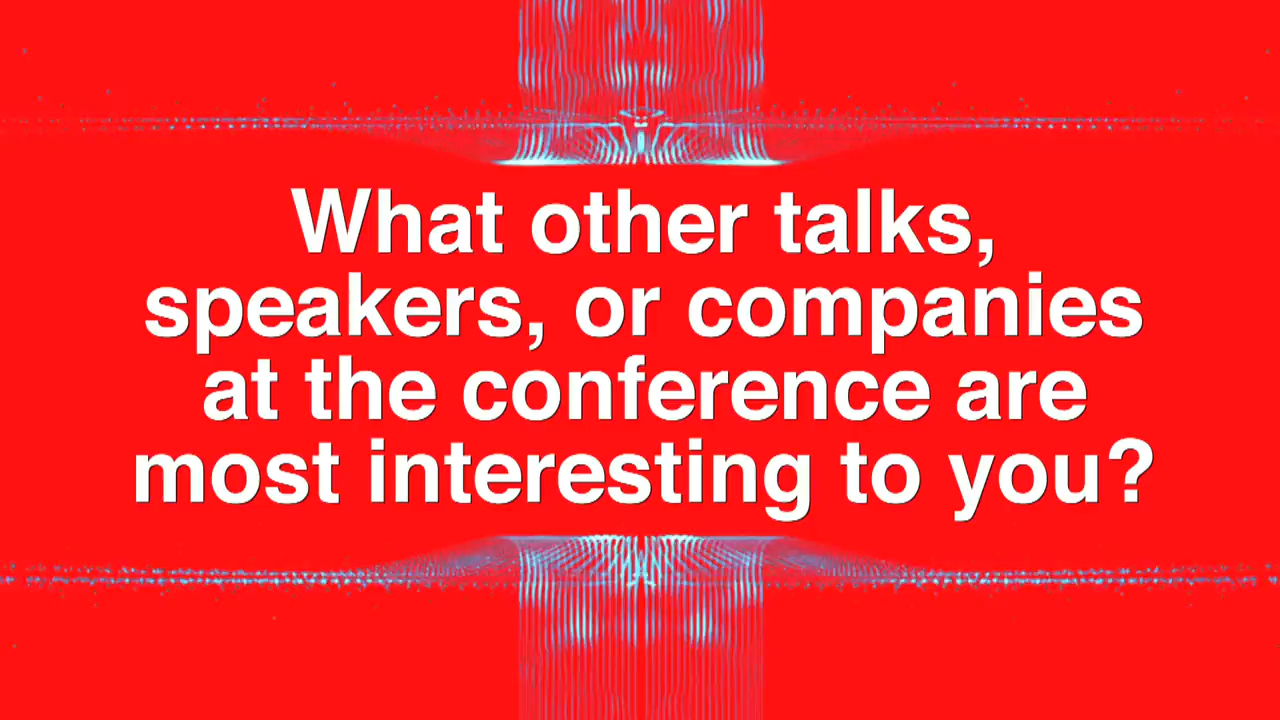 What other talks,
speakers, or companies
at the conference are
most interesting to you?